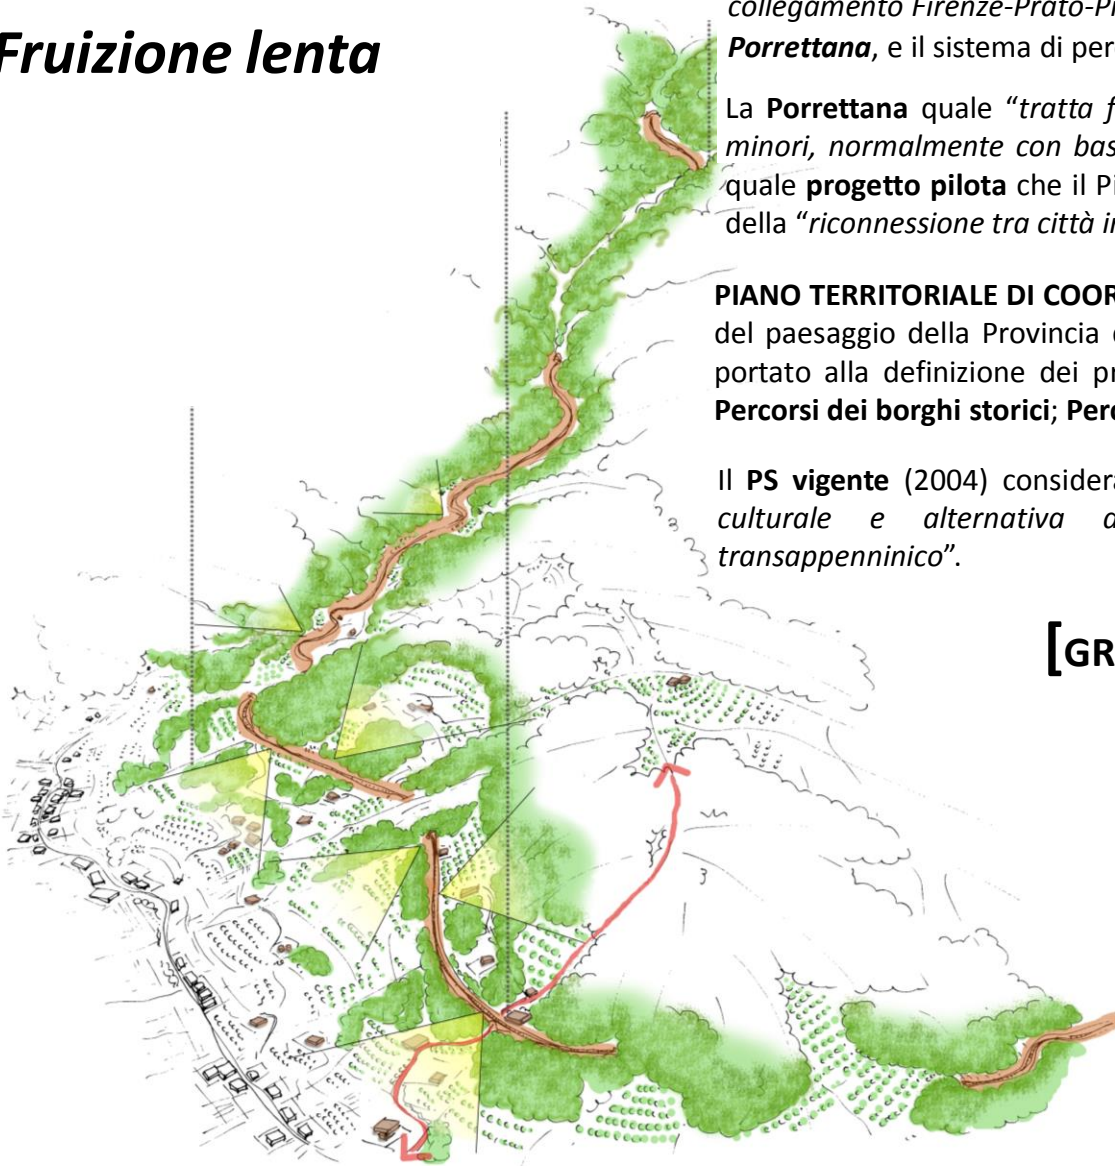 Fruizione lenta
collegamento Firenze-Prato-Pi
Porrettana, e il sistema di per
La Porrettana quale “tratta f
minori, normalmente con bas
quale progetto pilota che il Pi
della “riconnessione tra città i
PIANO TERRITORIALE DI COOR
del paesaggio della Provincia
portato alla definizione dei pr
Percorsi dei borghi storici; Perc
Il PS vigente (2004) consider
culturale e alternativa
transappenninico”.
[GR